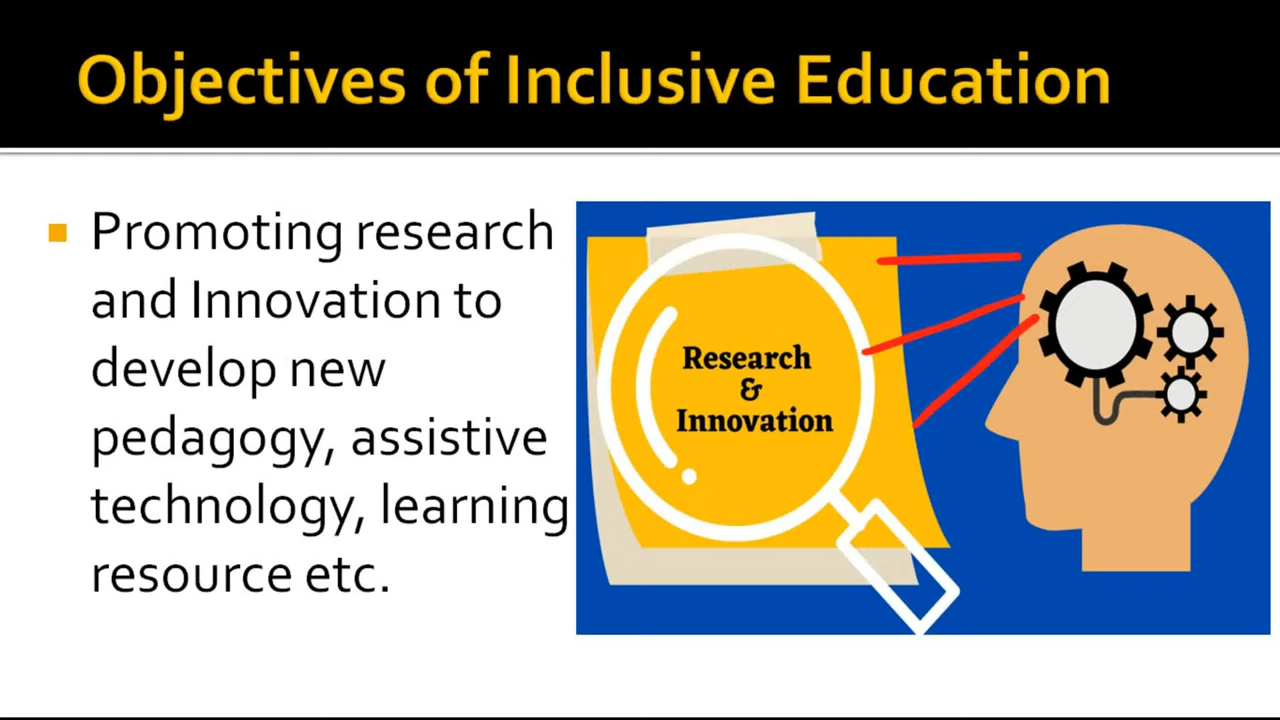 Objectives of Inclusive Education
Promoting research
and Innovation to
develop new
pedagogy, assistive
technology, learning
resource etc.
Research
&
Innovation